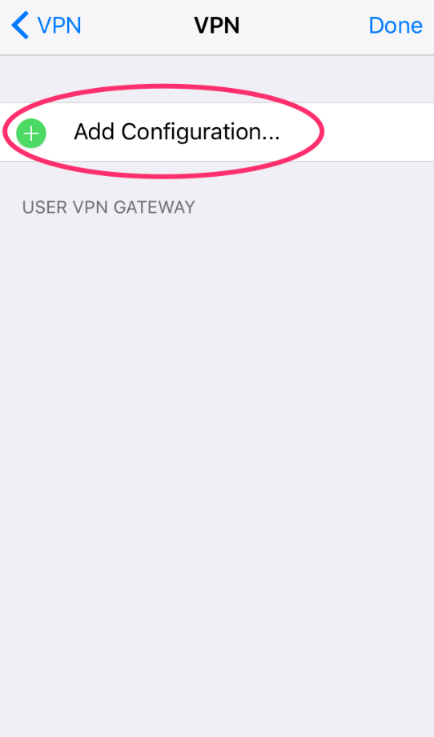 VPN VPN Done
Add Configuration...
USER VPN GATEWAY